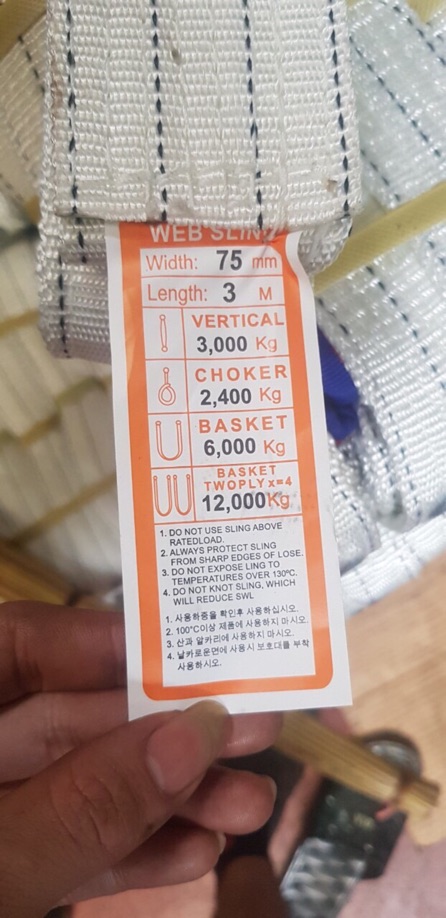 WEB SLING
Width: 75 mm
Length: 3 M
VERTICAL
3,000 Kg
CHOKER
2,400 Kg
BASKET
6,000 Kg
BASKET
TWOPLY x=4
12,000Kg
1. DO NOT USE SLING ABOVE
RATEDLOAD.
2. ALWAYS PROTECT SLING
FROM SHARP EDGES OF LOSE.
3. DO NOT EXPOSE LING TO
TEMPERATURES OVER 130ºC.
4. DO NOT KNOT SLING, WHICH
WILL REDUCE SWL
1. 사용하중을 확인후 사용하십시오.
2. 100°C이상 제품에 사용하지 마시오.
3. 산과 알카리에 사용하지 마시오.
4. 날카로운면에 사용시 보호대를 부착
사용하시오.